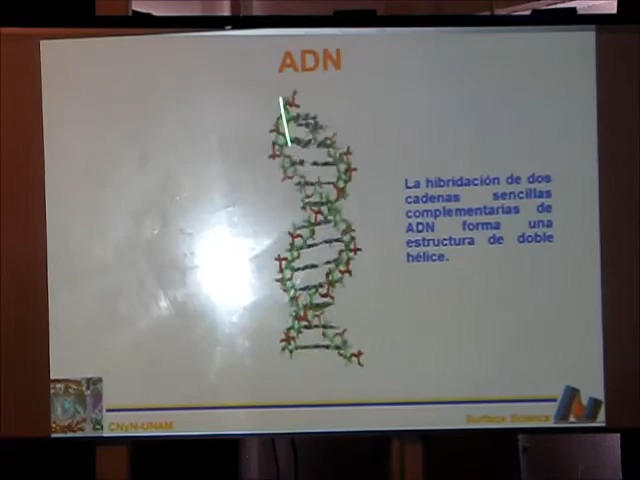 ADN
La hibridación de dos
cadenas sencillas
complementarias de
ADN forma una
estructura de doble
hélice.
CNyN-UNAM
Surface Science